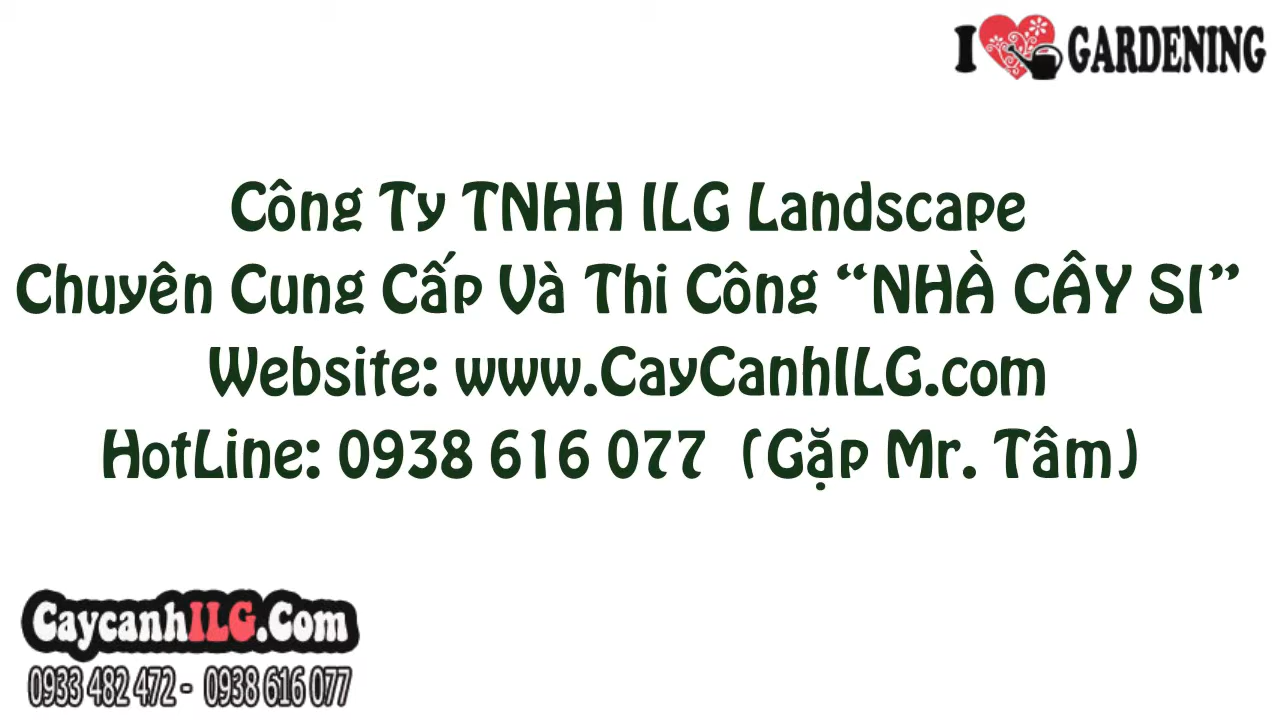 I GARDENING
Công Ty TNHH ILG Landscape
Chuyên Cung Cấp Và Thi Công “NHÀ CÂY SI”
Website: www.CayCanhILG.com
HotLine: 0938 616 077 (Gặp Mr. Tâm)
CaycanhILG.Com
0933 482 472 - 0938 616 077